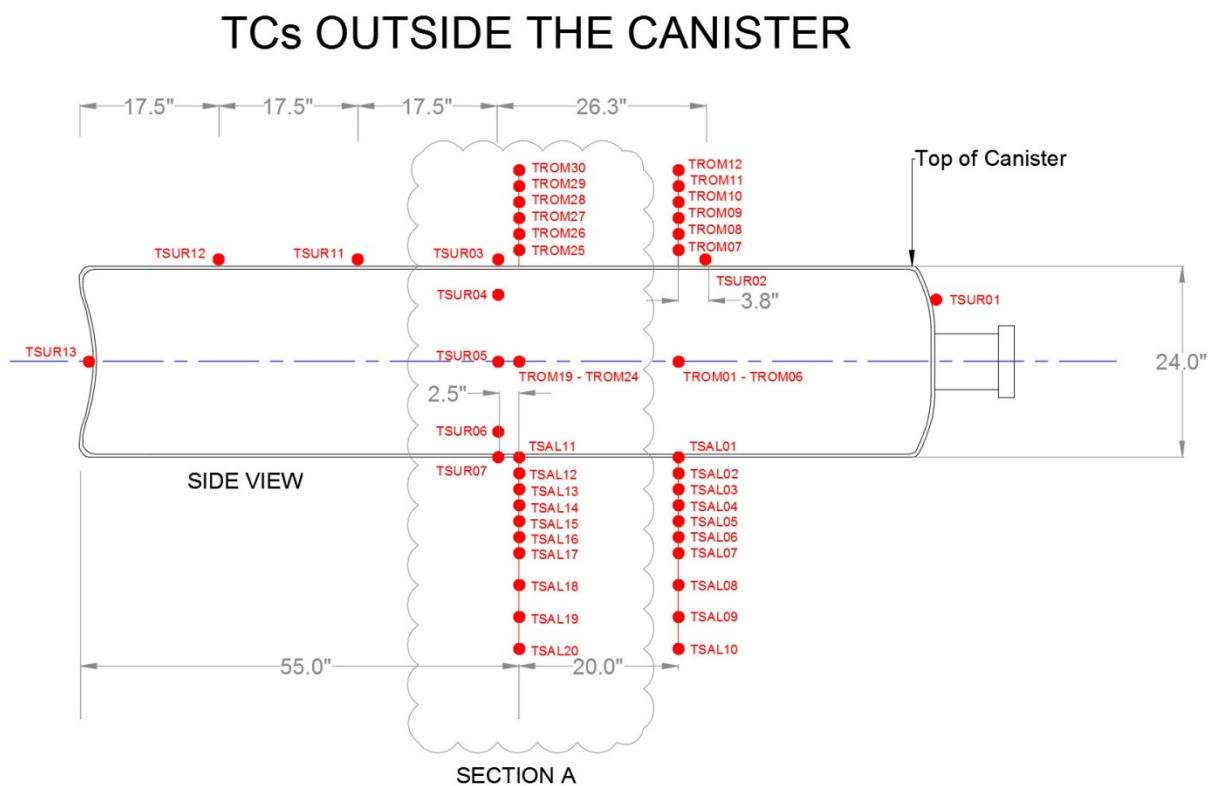 TCs OUTSIDE THE CANISTER
17.5"
17.5"
17.5"
26.3"
Top of Canister
TROM30
TROM29
TROM28
TROM27
TROM26
TROM25
TROM12
TROM11
TROM10
TROM09
TROM08
TROM07
TSUR12
TSUR11
TSUR03
TSUR02
TSUR04
3.8"
TSUR01
TSUR13
TSUR05
TROM19 - TROM24
TROM01 - TROM06
24.0"
2.5"
TSUR06
TSUR07
TSAL11
TSAL01
SIDE VIEW
TSAL12
TSAL13
TSAL14
TSAL15
TSAL16
TSAL17
TSAL18
TSAL19
TSAL20
TSAL02
TSAL03
TSAL04
TSAL05
TSAL06
TSAL07
TSAL08
TSAL09
TSAL10
55.0"
20.0"
SECTION A